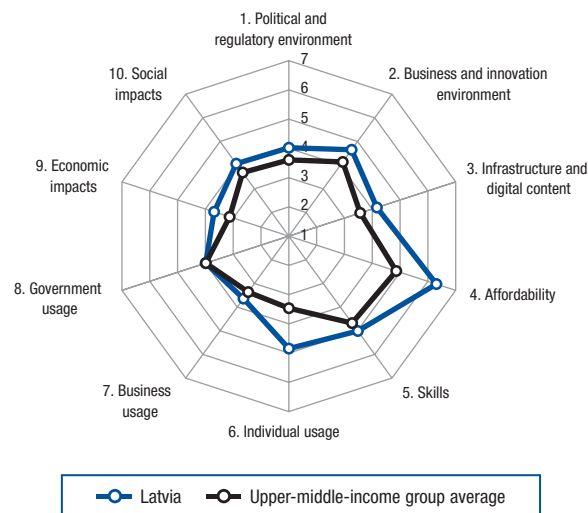 1. Political and
regulatory environment
2. Business and innovation
environment
3. Infrastructure and
digital content
4. Affordability
5. Skills
6. Individual usage
7. Business
usage
8. Government
usage
9. Economic
impacts
10. Social
impacts
7
6
5
4
3
2
1
Latvia
Upper-middle-income group average